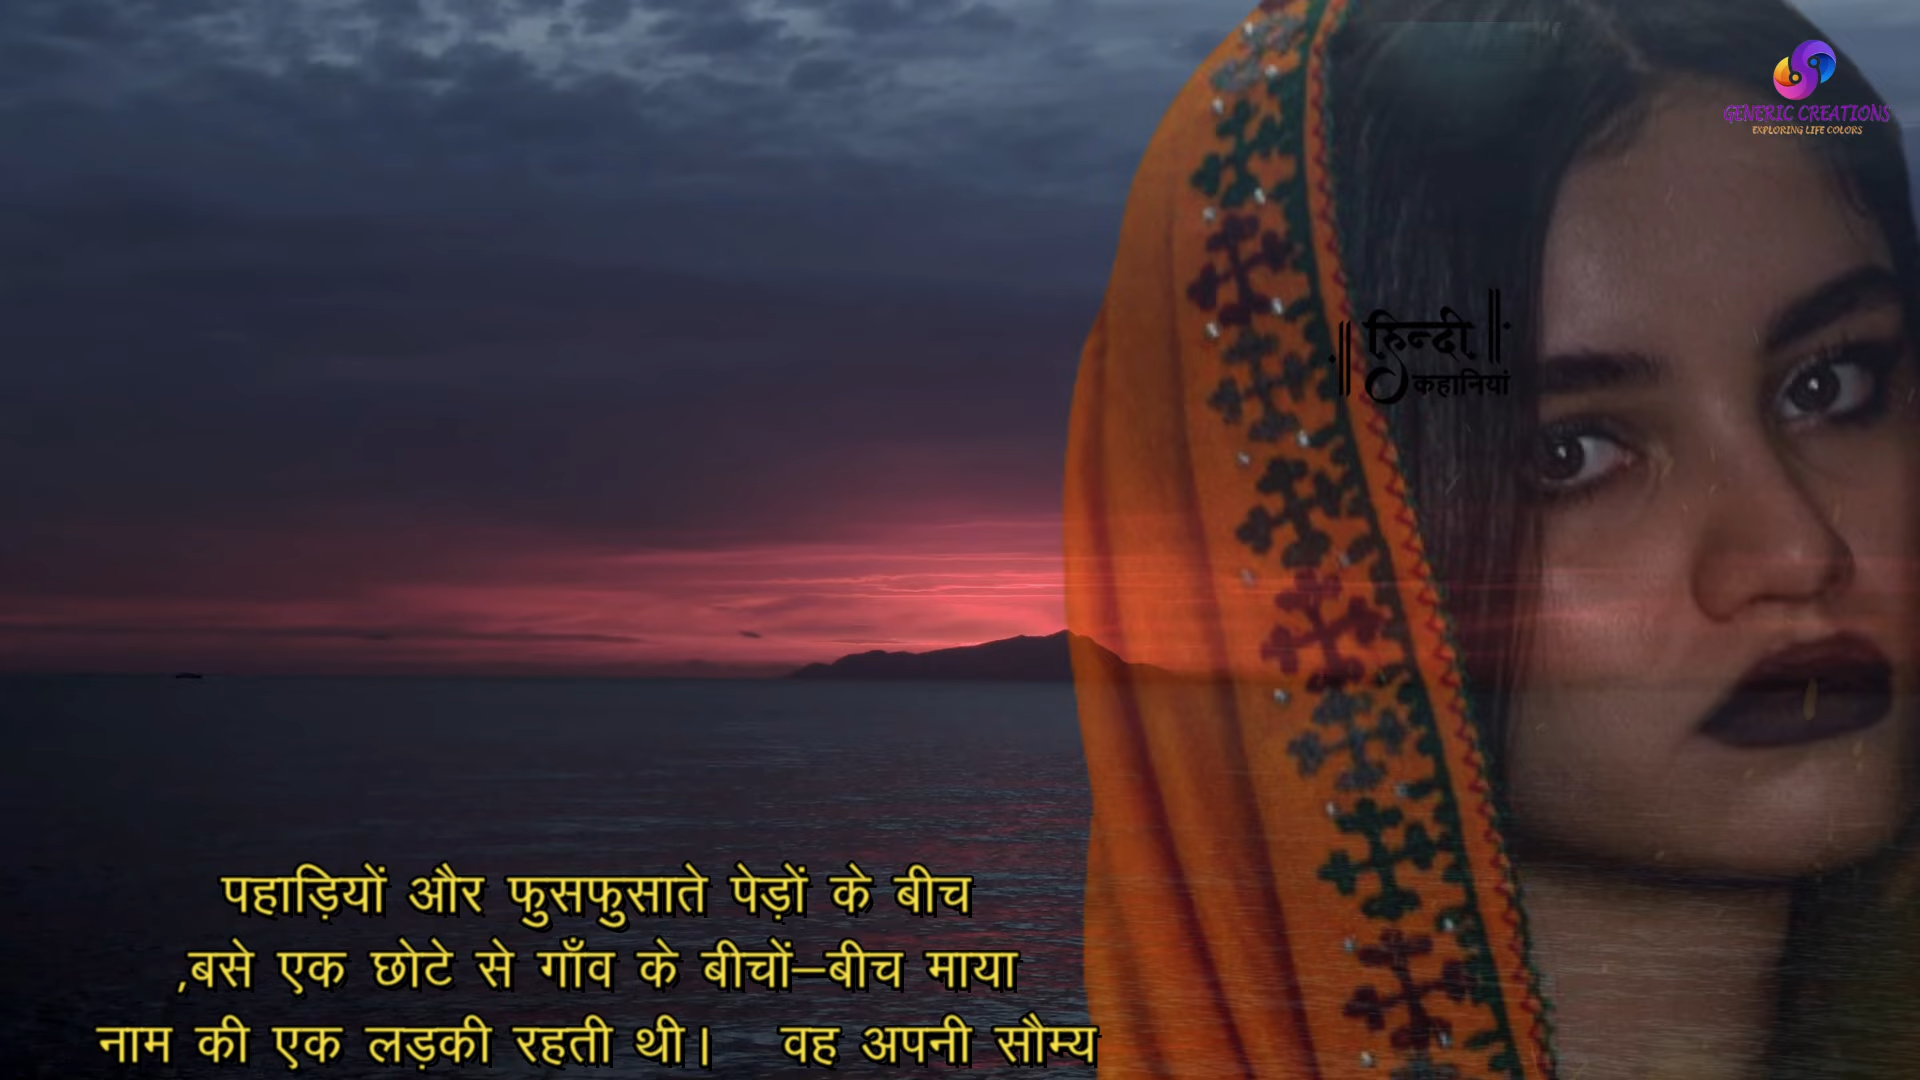 GENERIC CREATIONS
EXPLORING LIFE COLORS
हिन्दी
कहानियां
पहाड़ियों और फुसफुसाते पेड़ों के बीच
,बसे एक छोटे से गाँव के बीचों–बीच माया
नाम की एक लड़की रहती थी। वह अपनी सौम्य